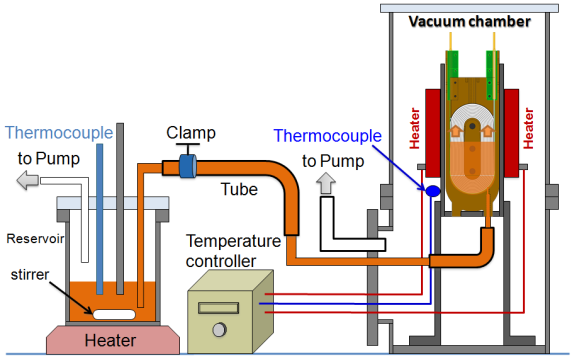 Vacuum chamber
Thermocouple
to Pump
Clamp
Tube
Thermocouple
to Pump
Heater
Heater
Reservoir
stirrer
Heater
Temperature
controller